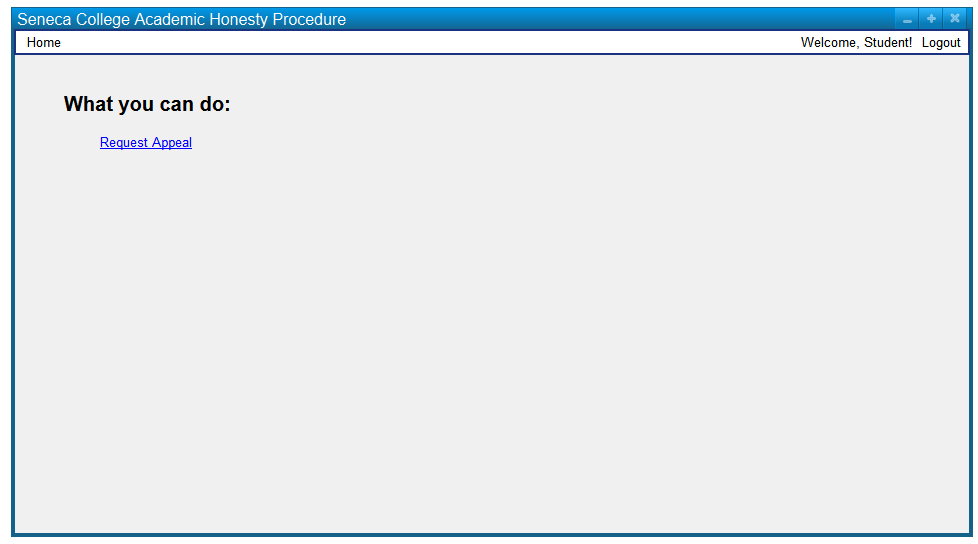 Seneca College Academic Honesty Procedure
Home Welcome, Student! Logout
What you can do:
Request Appeal